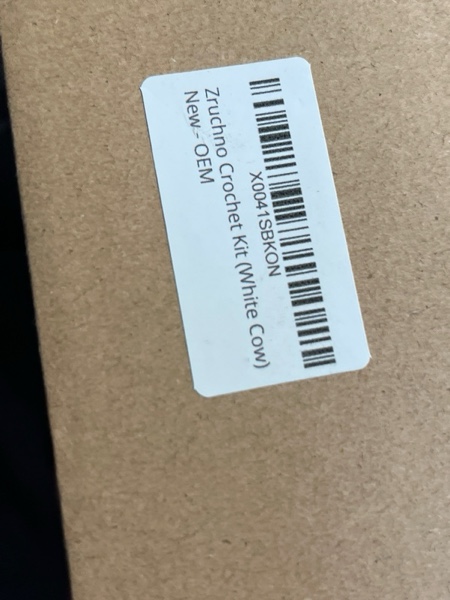 X0041SBKON
Zruchno Crochet Kit (White Cow)
New - OEM